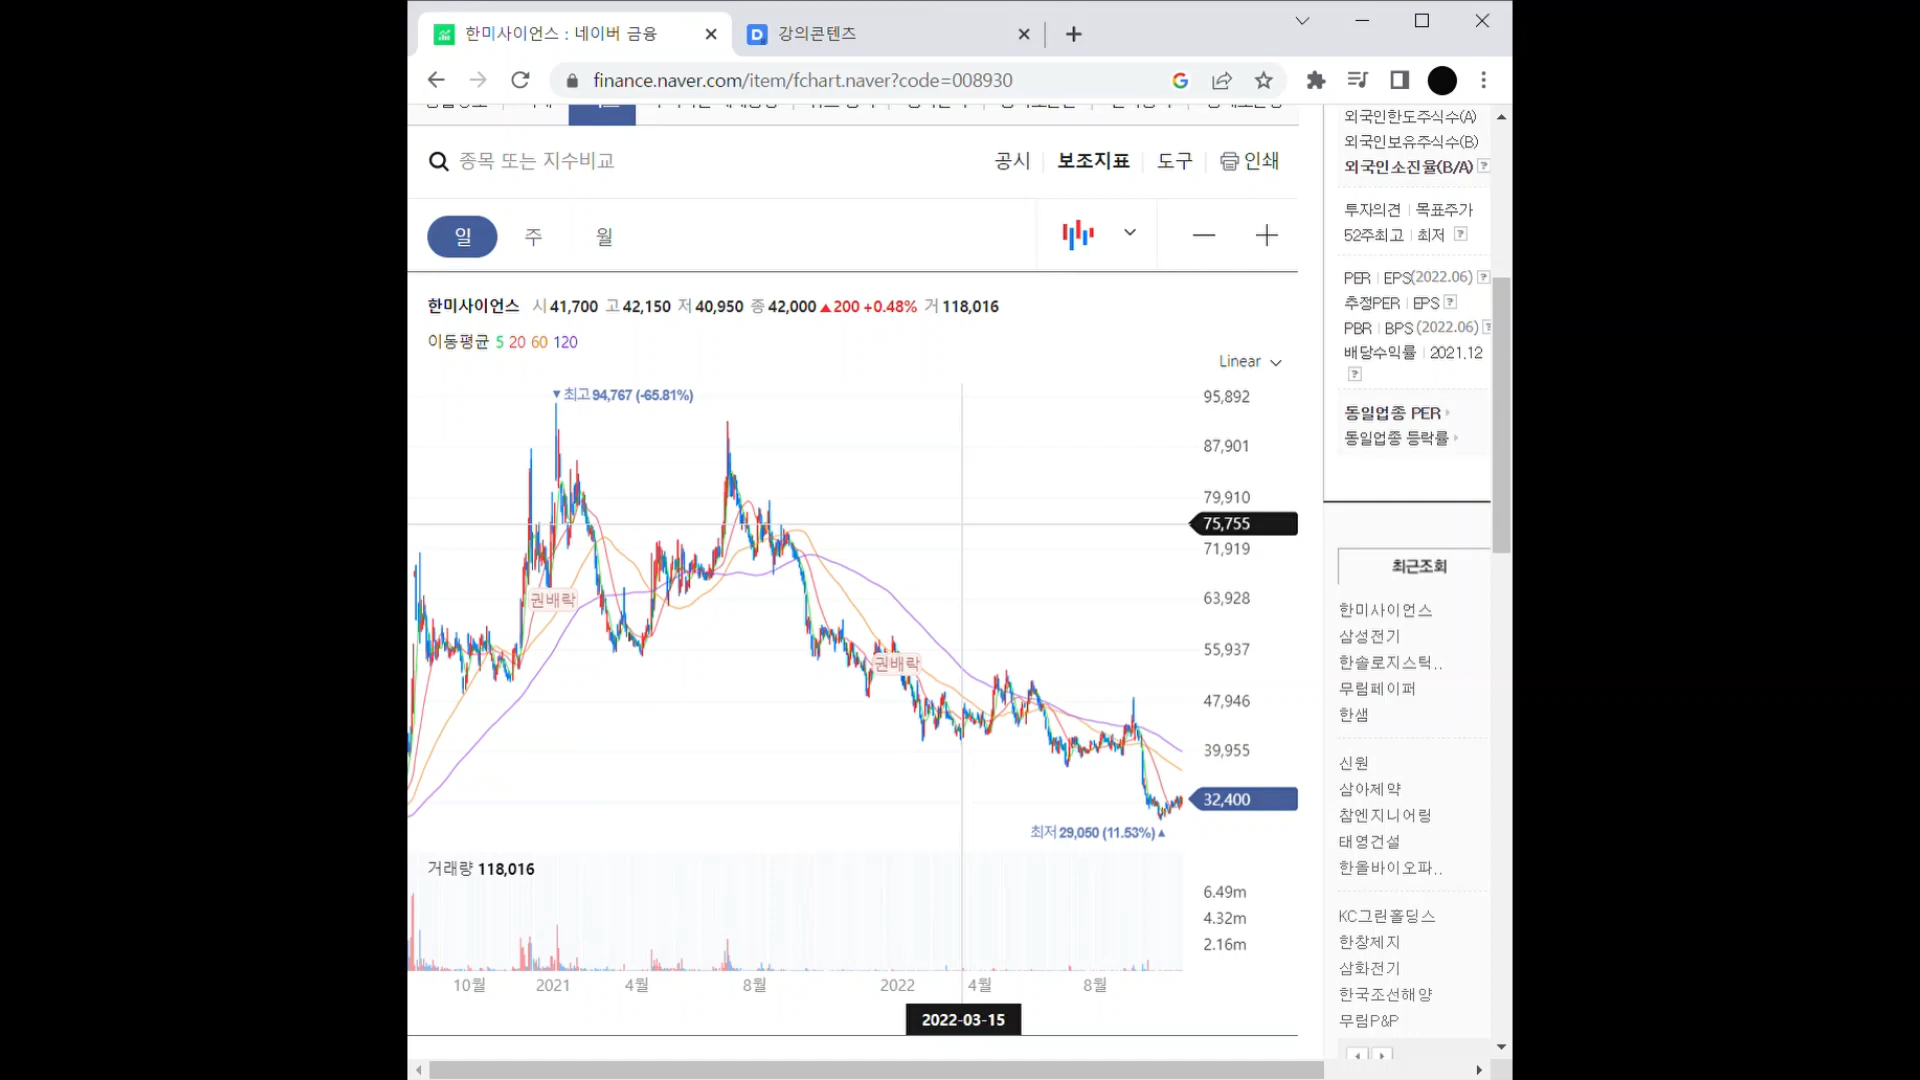 한미사이언스 : 네이버 금융
강의콘텐츠
finance.naver.com/item/fchart.naver?code=008930
종목 또는 지수비교
공시
보조지표
도구
인쇄
일
주
월
한미사이언스 시 41,700 고 42,150 저 40,950 종 42,000 ▲200 +0.48% 거 118,016
이동평균 5 20 60 120
Linear
▼최고 94,767 (-65.81%)
95,892
87,901
79,910
75,755
71,919
63,928
55,937
47,946
39,955
32,400
권배락
권배락
최저 29,050 (11.53%)▲
거래량 118,016
6.49m
4.32m
2.16m
10월 2021 4월 8월 2022 4월 8월
2022-03-15
외국인한도주식수(A)
외국인보유주식수(B)
외국인소진율(B/A) ?
투자의견 | 목표주가
52주최고 | 최저 ?
PER | EPS(2022.06) ?
추정PER | EPS ?
PBR | BPS (2022.06) ?
배당수익률 | 2021.12
?
동일업종 PER
동일업종 등락률
최근조회
한미사이언스
삼성전기
한솔로지스틱..
무림페이퍼
한샘
신원
삼아제약
참엔지니어링
태영건설
한올바이오파..
KC그린홀딩스
한창제지
삼화전기
한국조선해양
무림P&P